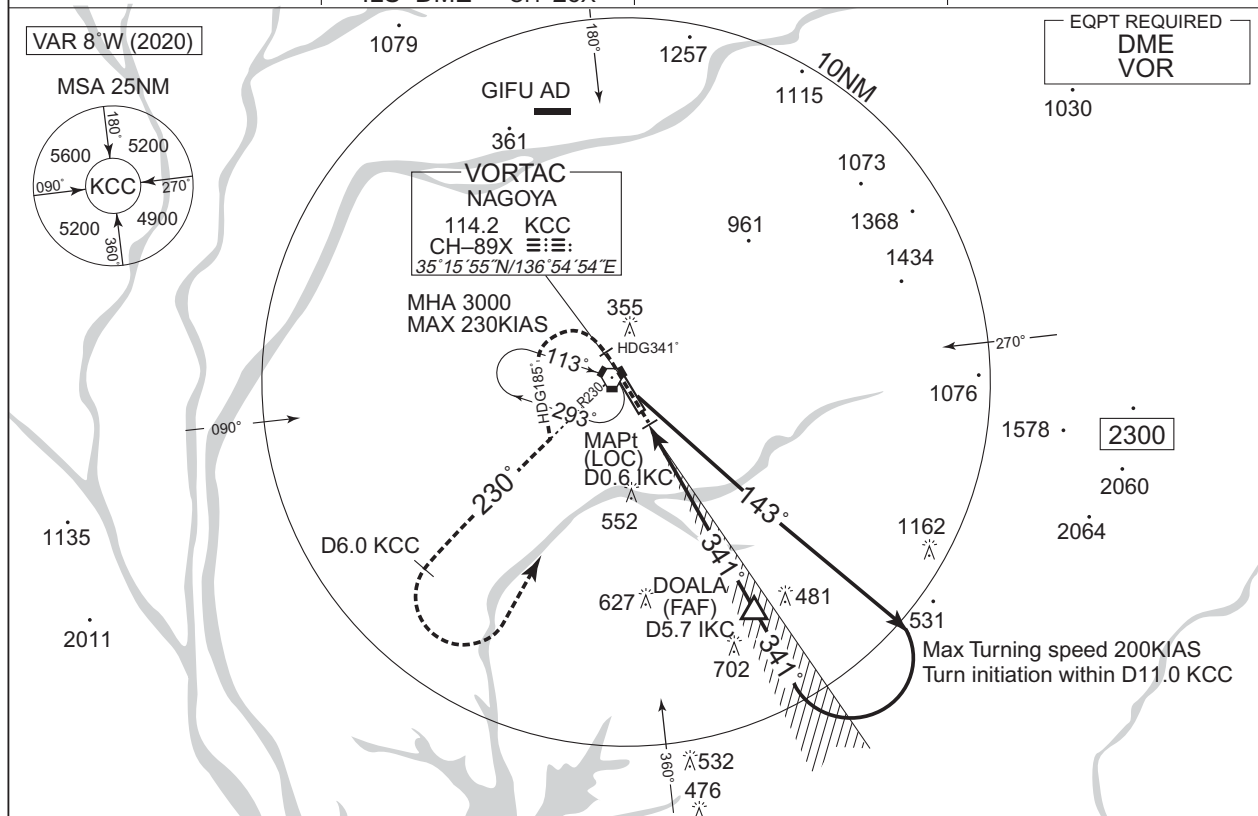 VAR 8°W (2020)
MSA 25NM
180°
5600
5200
090°
KCC
270°
5200
4900
360°
1079
180°
1257
10NM
1115
EQPT REQUIRED
DME
VOR
1030
GIFU AD
361
VORTAC
NAGOYA
114.2 KCC
CH–89X
35°15´55˝N/136°54´54˝E
1073
961
1368
1434
MHA 3000
MAX 230KIAS
355
HDG341°
113°
HDG185°
R230
293°
270°
1076
090°
1578
2300
MAPt
(LOC)
D0.6 IKC
552
230°
143°
2060
2064
1162
1135
D6.0 KCC
341°
627
DOALA
(FAF)
D5.7 IKC
481
531
2011
702
341°
Max Turning speed 200KIAS
Turn initiation within D11.0 KCC
360°
532
476